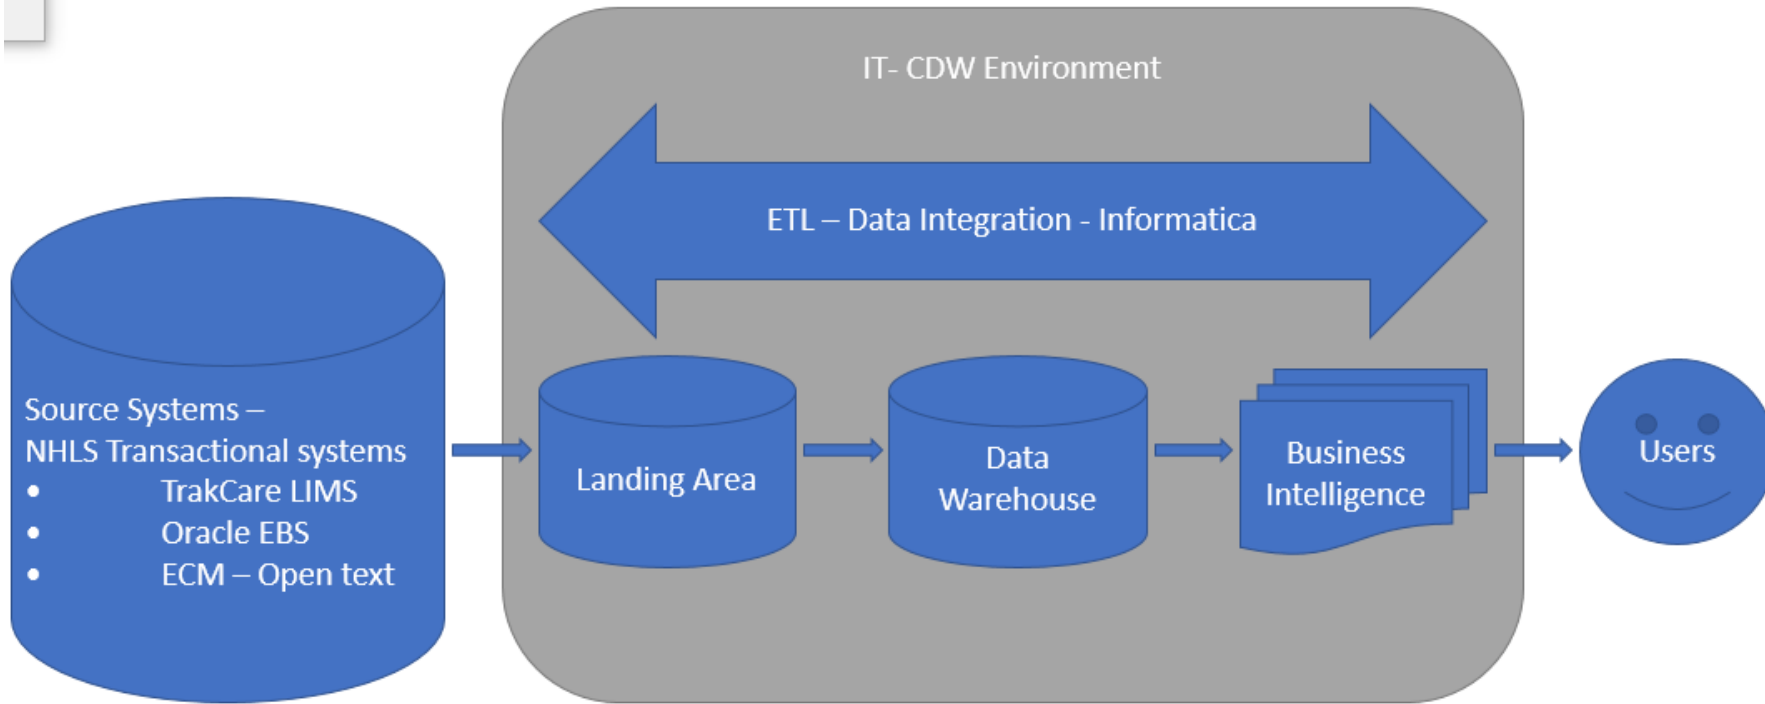 IT- CDW Environment
ETL – Data Integration - Informatica
Source Systems –
NHLS Transactional systems
• TrakCare LIMS
• Oracle EBS
• ECM – Open text
Landing Area
Data
Warehouse
Business
Intelligence
Users